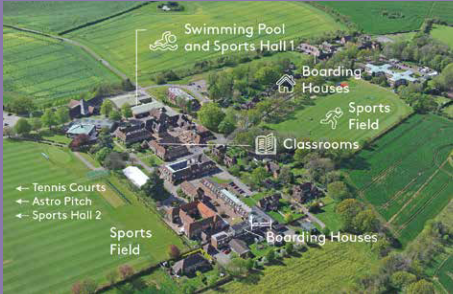 Swimming Pool
and Sports Hall 1
Boarding
Houses
Sports
Field
Classrooms
← Tennis Courts
← Astro Pitch
← Sports Hall 2
Sports
Field
Boarding Houses